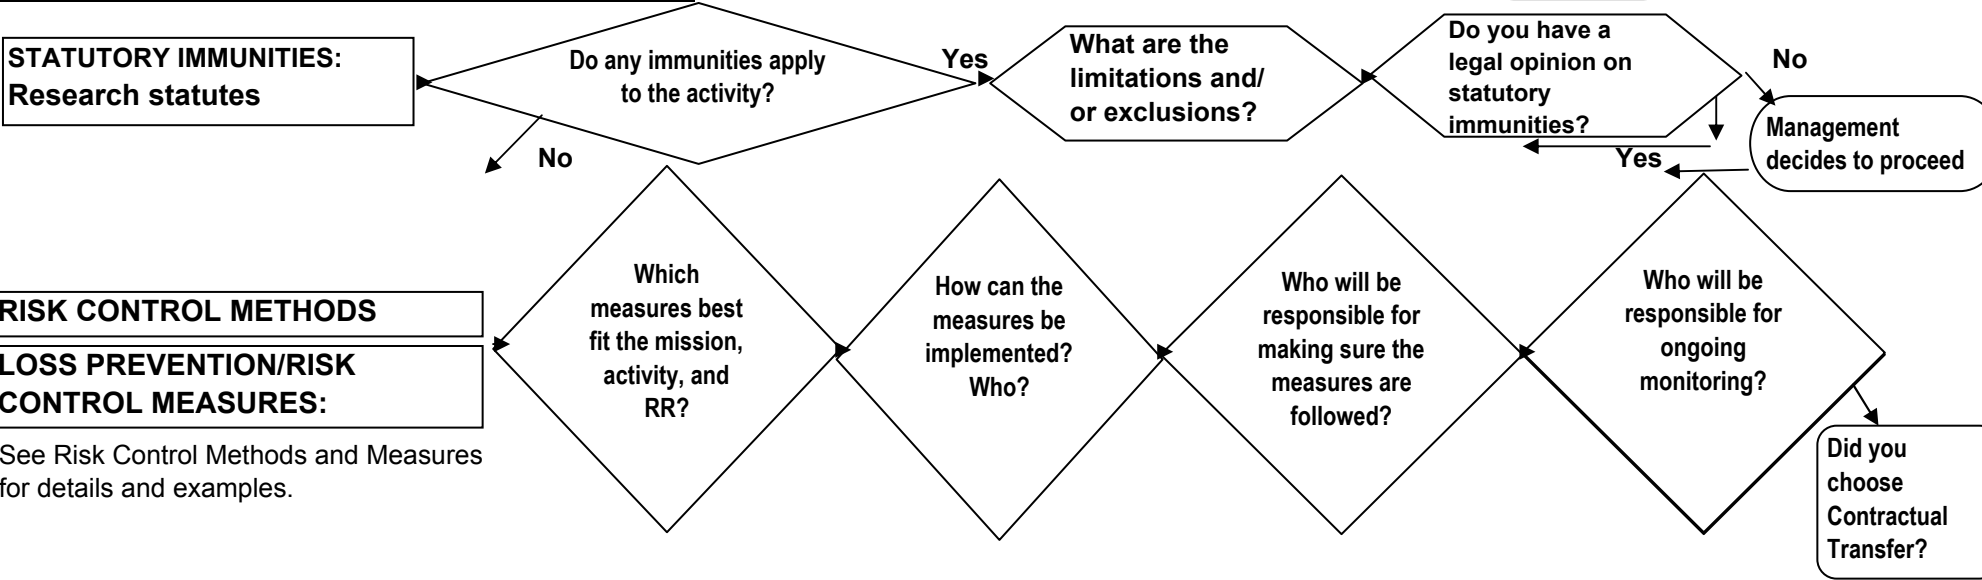 STATUTORY IMMUNITIES:
Research statutes
Do any immunities apply
to the activity?
Yes
No
What are the
limitations and/
or exclusions?
Do you have a
legal opinion on
statutory
immunities?
No
Yes
Management
decides to proceed
RISK CONTROL METHODS
LOSS PREVENTION/RISK
CONTROL MEASURES:
See Risk Control Methods and Measures
for details and examples.
Which
measures best
fit the mission,
activity, and
RR?
How can the
measures be
implemented?
Who?
Who will be
responsible for
making sure the
measures are
followed?
Who will be
responsible for
ongoing
monitoring?
Did you
choose
Contractual
Transfer?